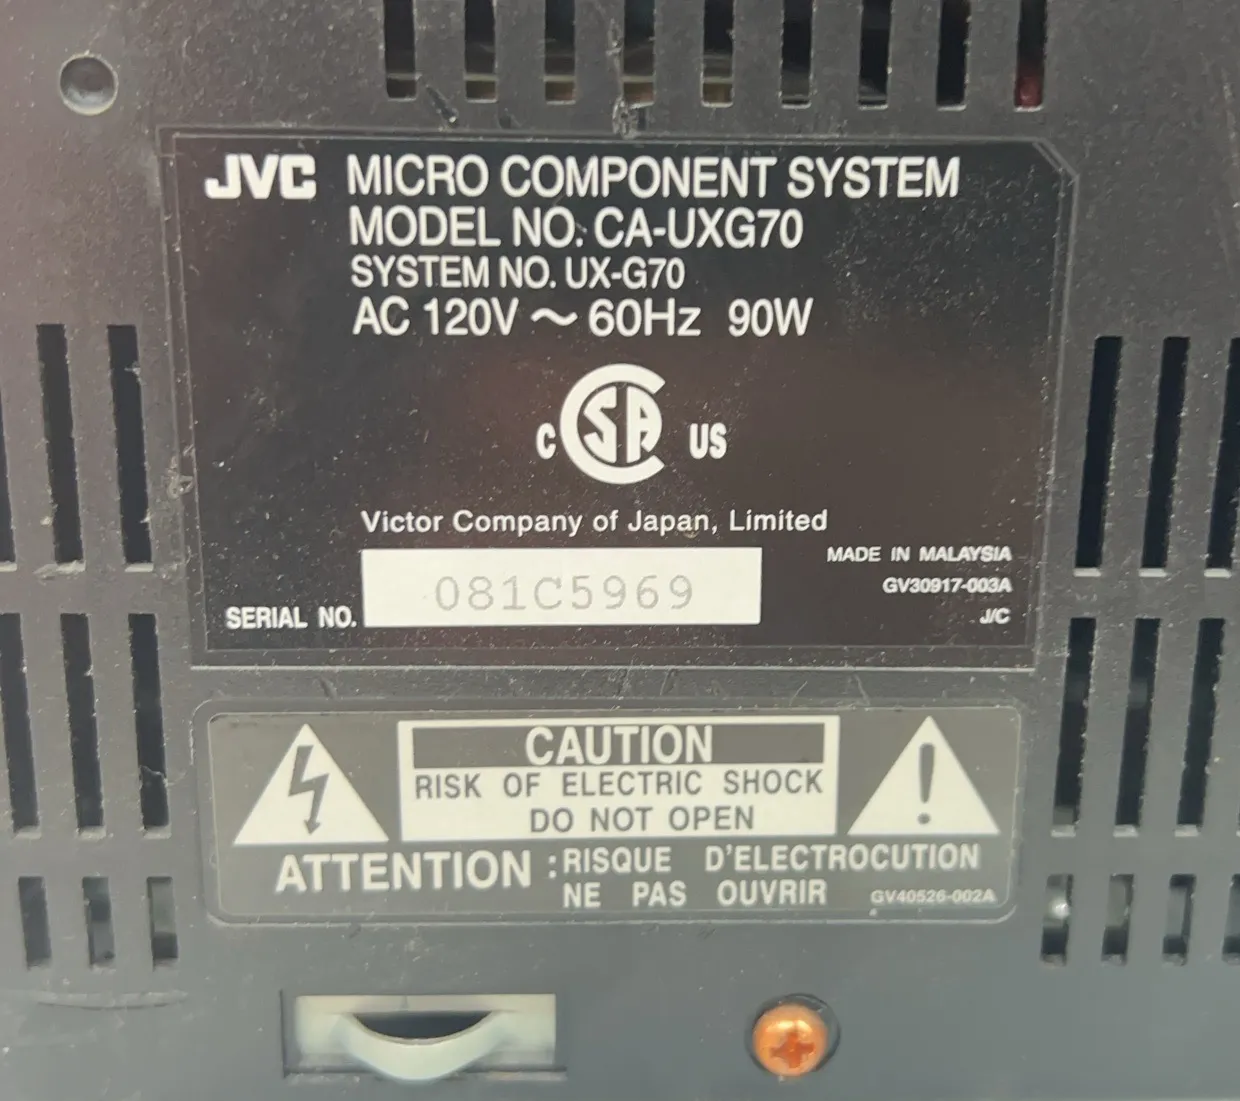 JVC MICRO COMPONENT SYSTEM
MODEL NO. CA-UXG70
SYSTEM NO. UX-G70
AC 120V ~ 60Hz 90W
C SA US
Victor Company of Japan, Limited
MADE IN MALAYSIA
GV30917-003A
SERIAL NO. 081C5969
J/C
CAUTION
RISK OF ELECTRIC SHOCK
DO NOT OPEN
ATTENTION : RISQUE D'ELECTROCUTION
NE PAS OUVRIR
GV40526-002A